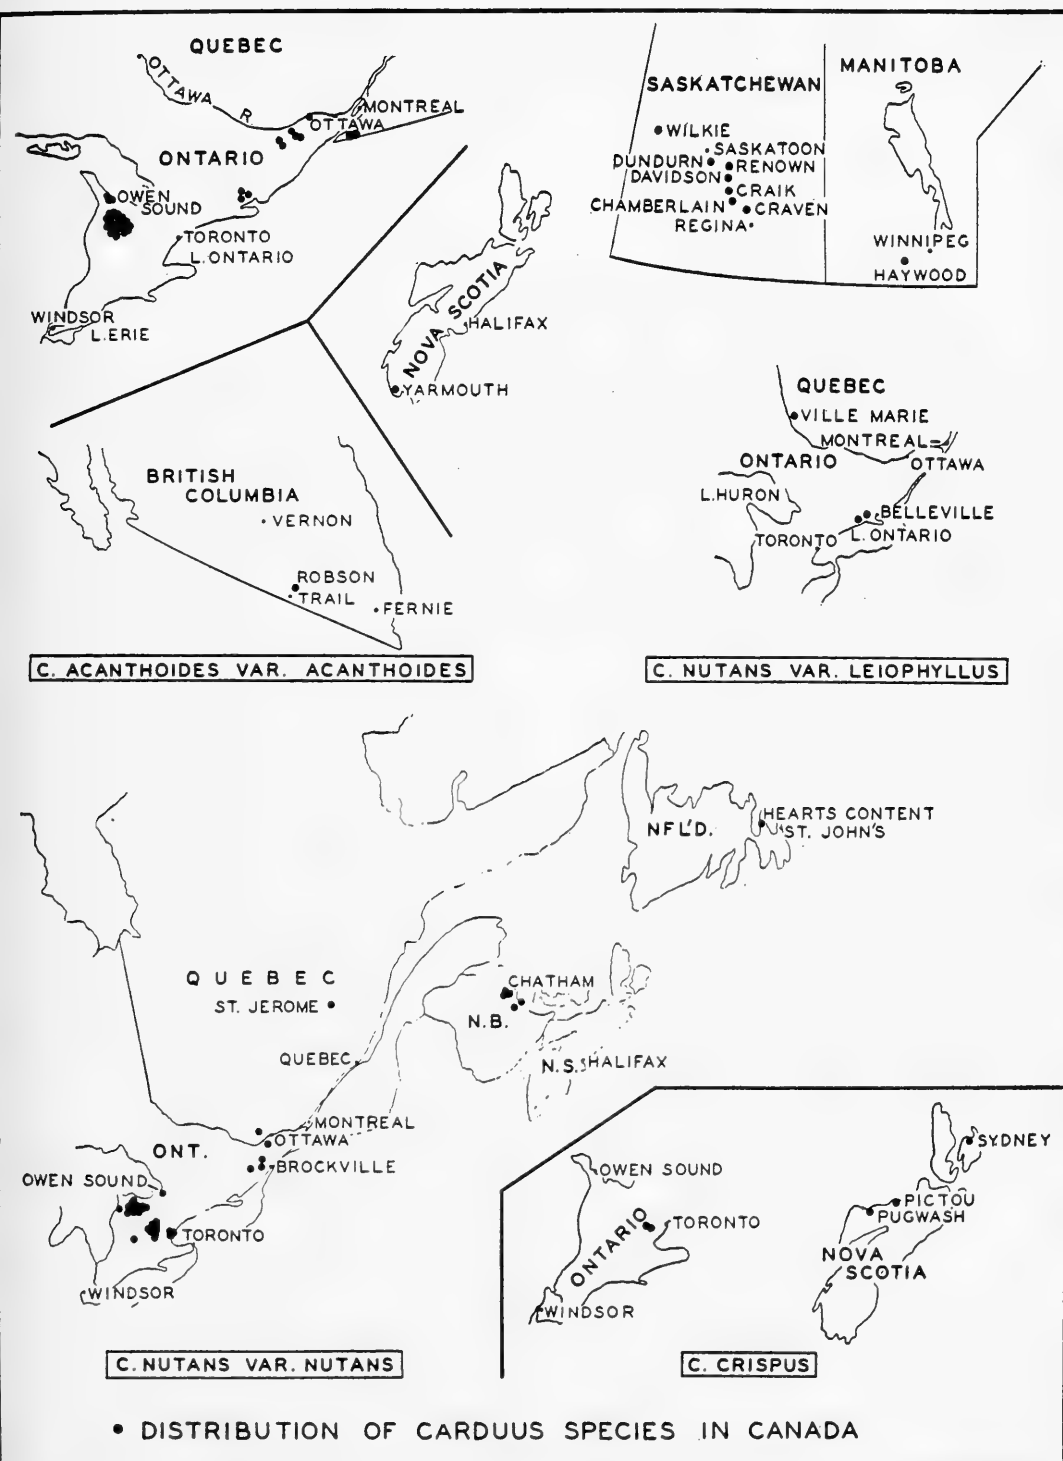 QUEBEC
OTTAWA R.
MONTREAL
OTTAWA
ONTARIO
OWEN
SOUND
TORONTO
L. ONTARIO
WINDSOR
L. ERIE
NOVA SCOTIA
HALIFAX
YARMOUTH
BRITISH
COLUMBIA
VERNON
ROBSON
TRAIL
FERNIE
C. ACANTHOIDES VAR. ACANTHOIDES
SASKATCHEWAN
MANITOBA
WILKIE
SASKATOON
DUNDURN
RENOWN
DAVIDSON
CRAIK
CHAMBERLAIN
CRAVEN
REGINA
WINNIPEG
HAYWOOD
QUEBEC
VILLE MARIE
MONTREAL
ONTARIO
OTTAWA
L. HURON
BELLEVILLE
TORONTO
L. ONTARIO
C. NUTANS VAR. LEIOPHYLLUS
NFL'D.
HEARTS CONTENT
ST. JOHN'S
QUEBEC
ST. JEROME
CHATHAM
N.B.
QUEBEC
N.S.
HALIFAX
MONTREAL
OTTAWA
ONT.
BROCKVILLE
OWEN SOUND
TORONTO
WINDSOR
C. NUTANS VAR. NUTANS
SYDNEY
OWEN SOUND
PICTOU
PUGWASH
TORONTO
ONTARIO
NOVA
SCOTIA
WINDSOR
C. CRISPUS
• DISTRIBUTION OF CARDUUS SPECIES IN CANADA